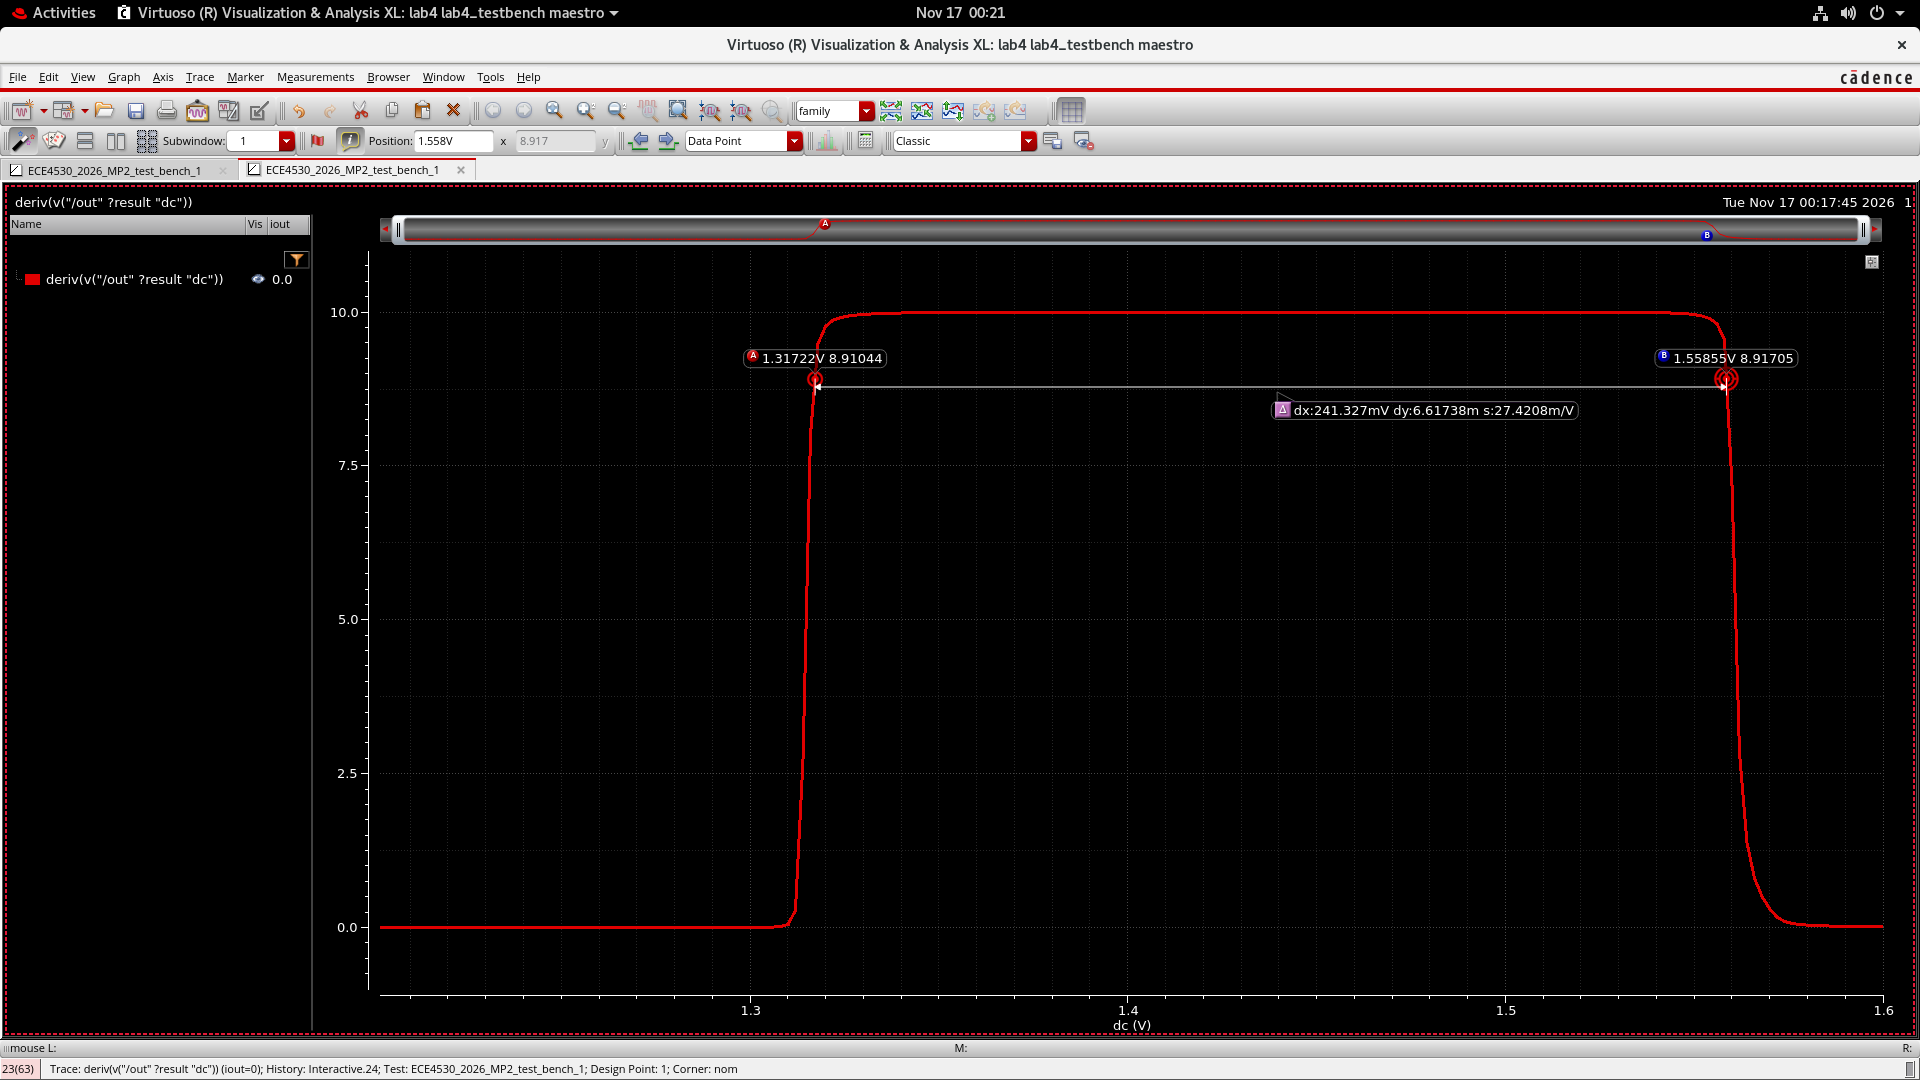 Activities
Virtuoso (R) Visualization & Analysis XL: lab4 lab4_testbench maestro
Nov 17 00:21
Virtuoso (R) Visualization & Analysis XL: lab4 lab4_testbench maestro
File Edit View Graph Axis Trace Marker Measurements Browser Window Tools Help
cādence
family
Subwindow: 1
Position: 1.558V x 8.917 y
Data Point
Classic
ECE4530_2026_MP2_test_bench_1
ECE4530_2026_MP2_test_bench_1
deriv(v("/out" ?result "dc"))
Tue Nov 17 00:17:45 2026 1
Name Vis iout
deriv(v("/out" ?result "dc")) 0.0
A
B
10.0
7.5
5.0
2.5
0.0
A 1.31722V 8.91044
B 1.55855V 8.91705
Δ dx:241.327mV dy:6.61738m s:27.4208m/V
1.3
1.4
1.5
1.6
dc (V)
mouse L:
M:
R:
23(63)
Trace: deriv(v("/out" ?result "dc")) (iout=0); History: Interactive.24; Test: ECE4530_2026_MP2_test_bench_1; Design Point: 1; Corner: nom